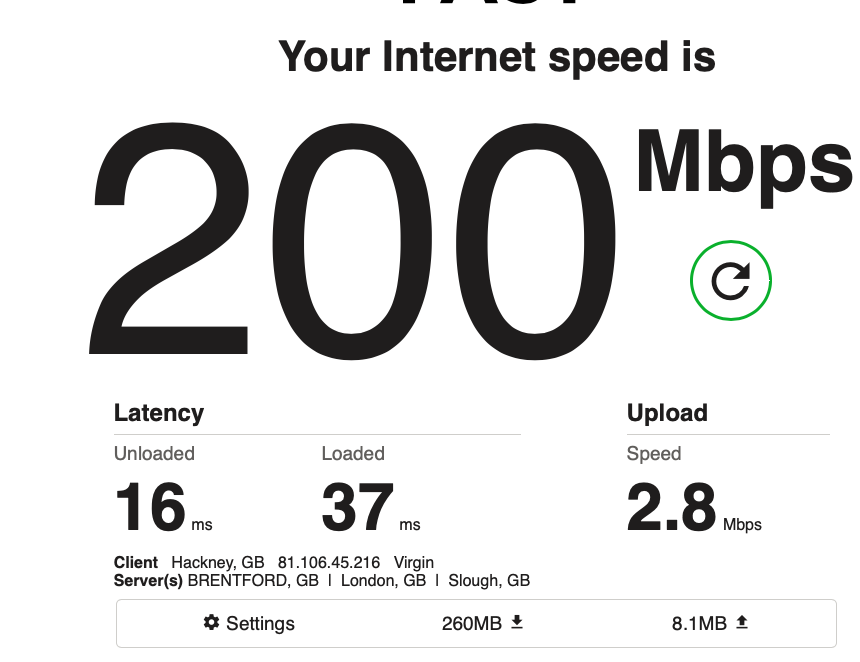 Your Internet speed is
200 Mbps
Latency
Upload
Unloaded Loaded
Speed
16 ms 37 ms
2.8 Mbps
Client Hackney, GB 81.106.45.216 Virgin
Server(s) BRENTFORD, GB | London, GB | Slough, GB
Settings 260MB 8.1MB